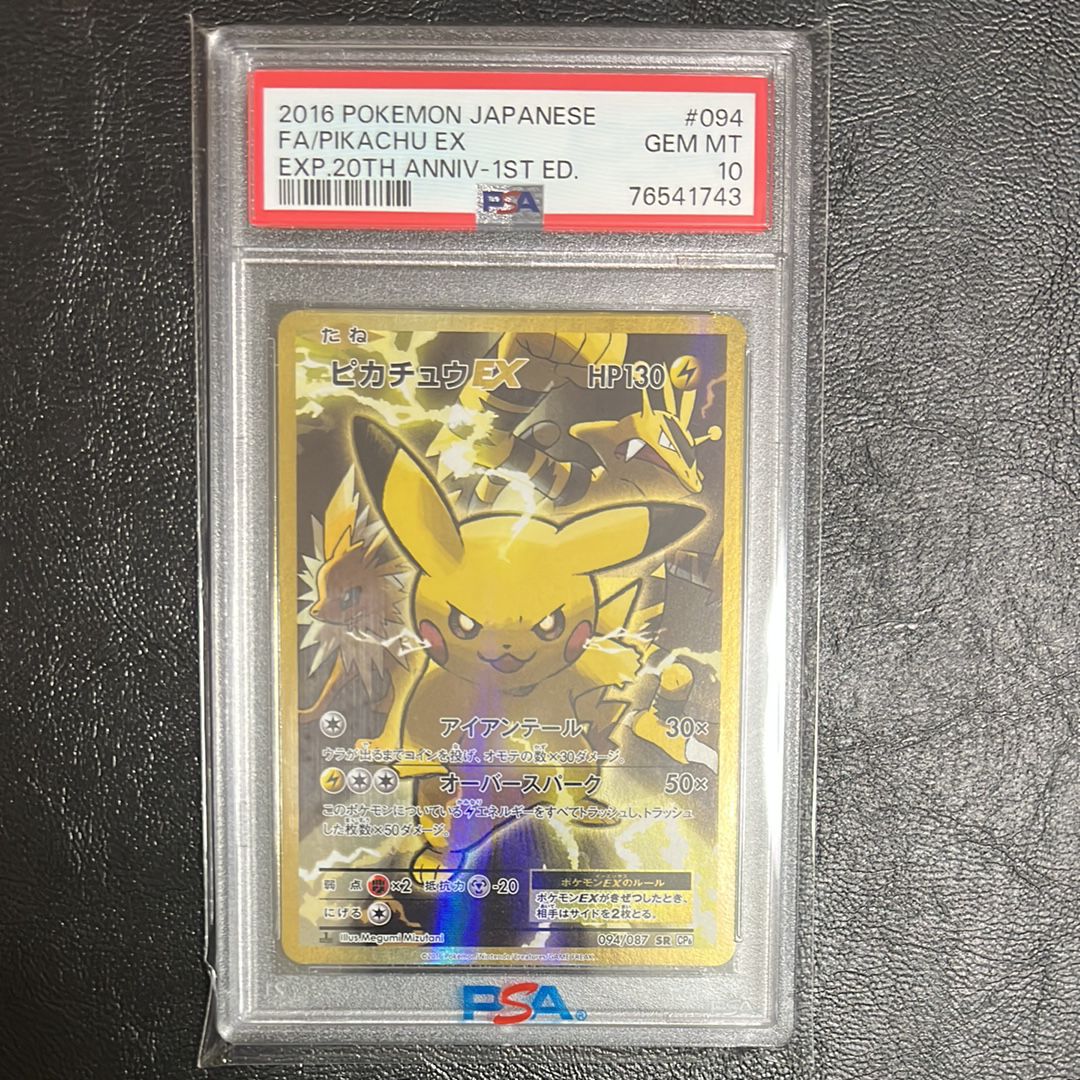 2016 POKEMON JAPANESE #094
FA/PIKACHU EX GEM MT
EXP.20TH ANNIV-1ST ED. 10
76541743
PSA
たね
ピカチュウEX HP130
アイアンテール 30×
ウラが出るまでコインを投げ、オモテの数×30ダメージ。
オーバースパーク 50×
このポケモンについているエネルギーをすべてトラッシュし、トラッシュ
した枚数×50ダメージ。
弱点 ×2 抵抗力 -20
ポケモンEXのルール
ポケモンEXがきぜつしたとき、
相手はサイドを2枚とる。
にげる
1 Illus.Megumi Mizutani 094/087 SR CP6
©2016 Pokémon/Nintendo/Creatures/GAME FREAK.
PSA®